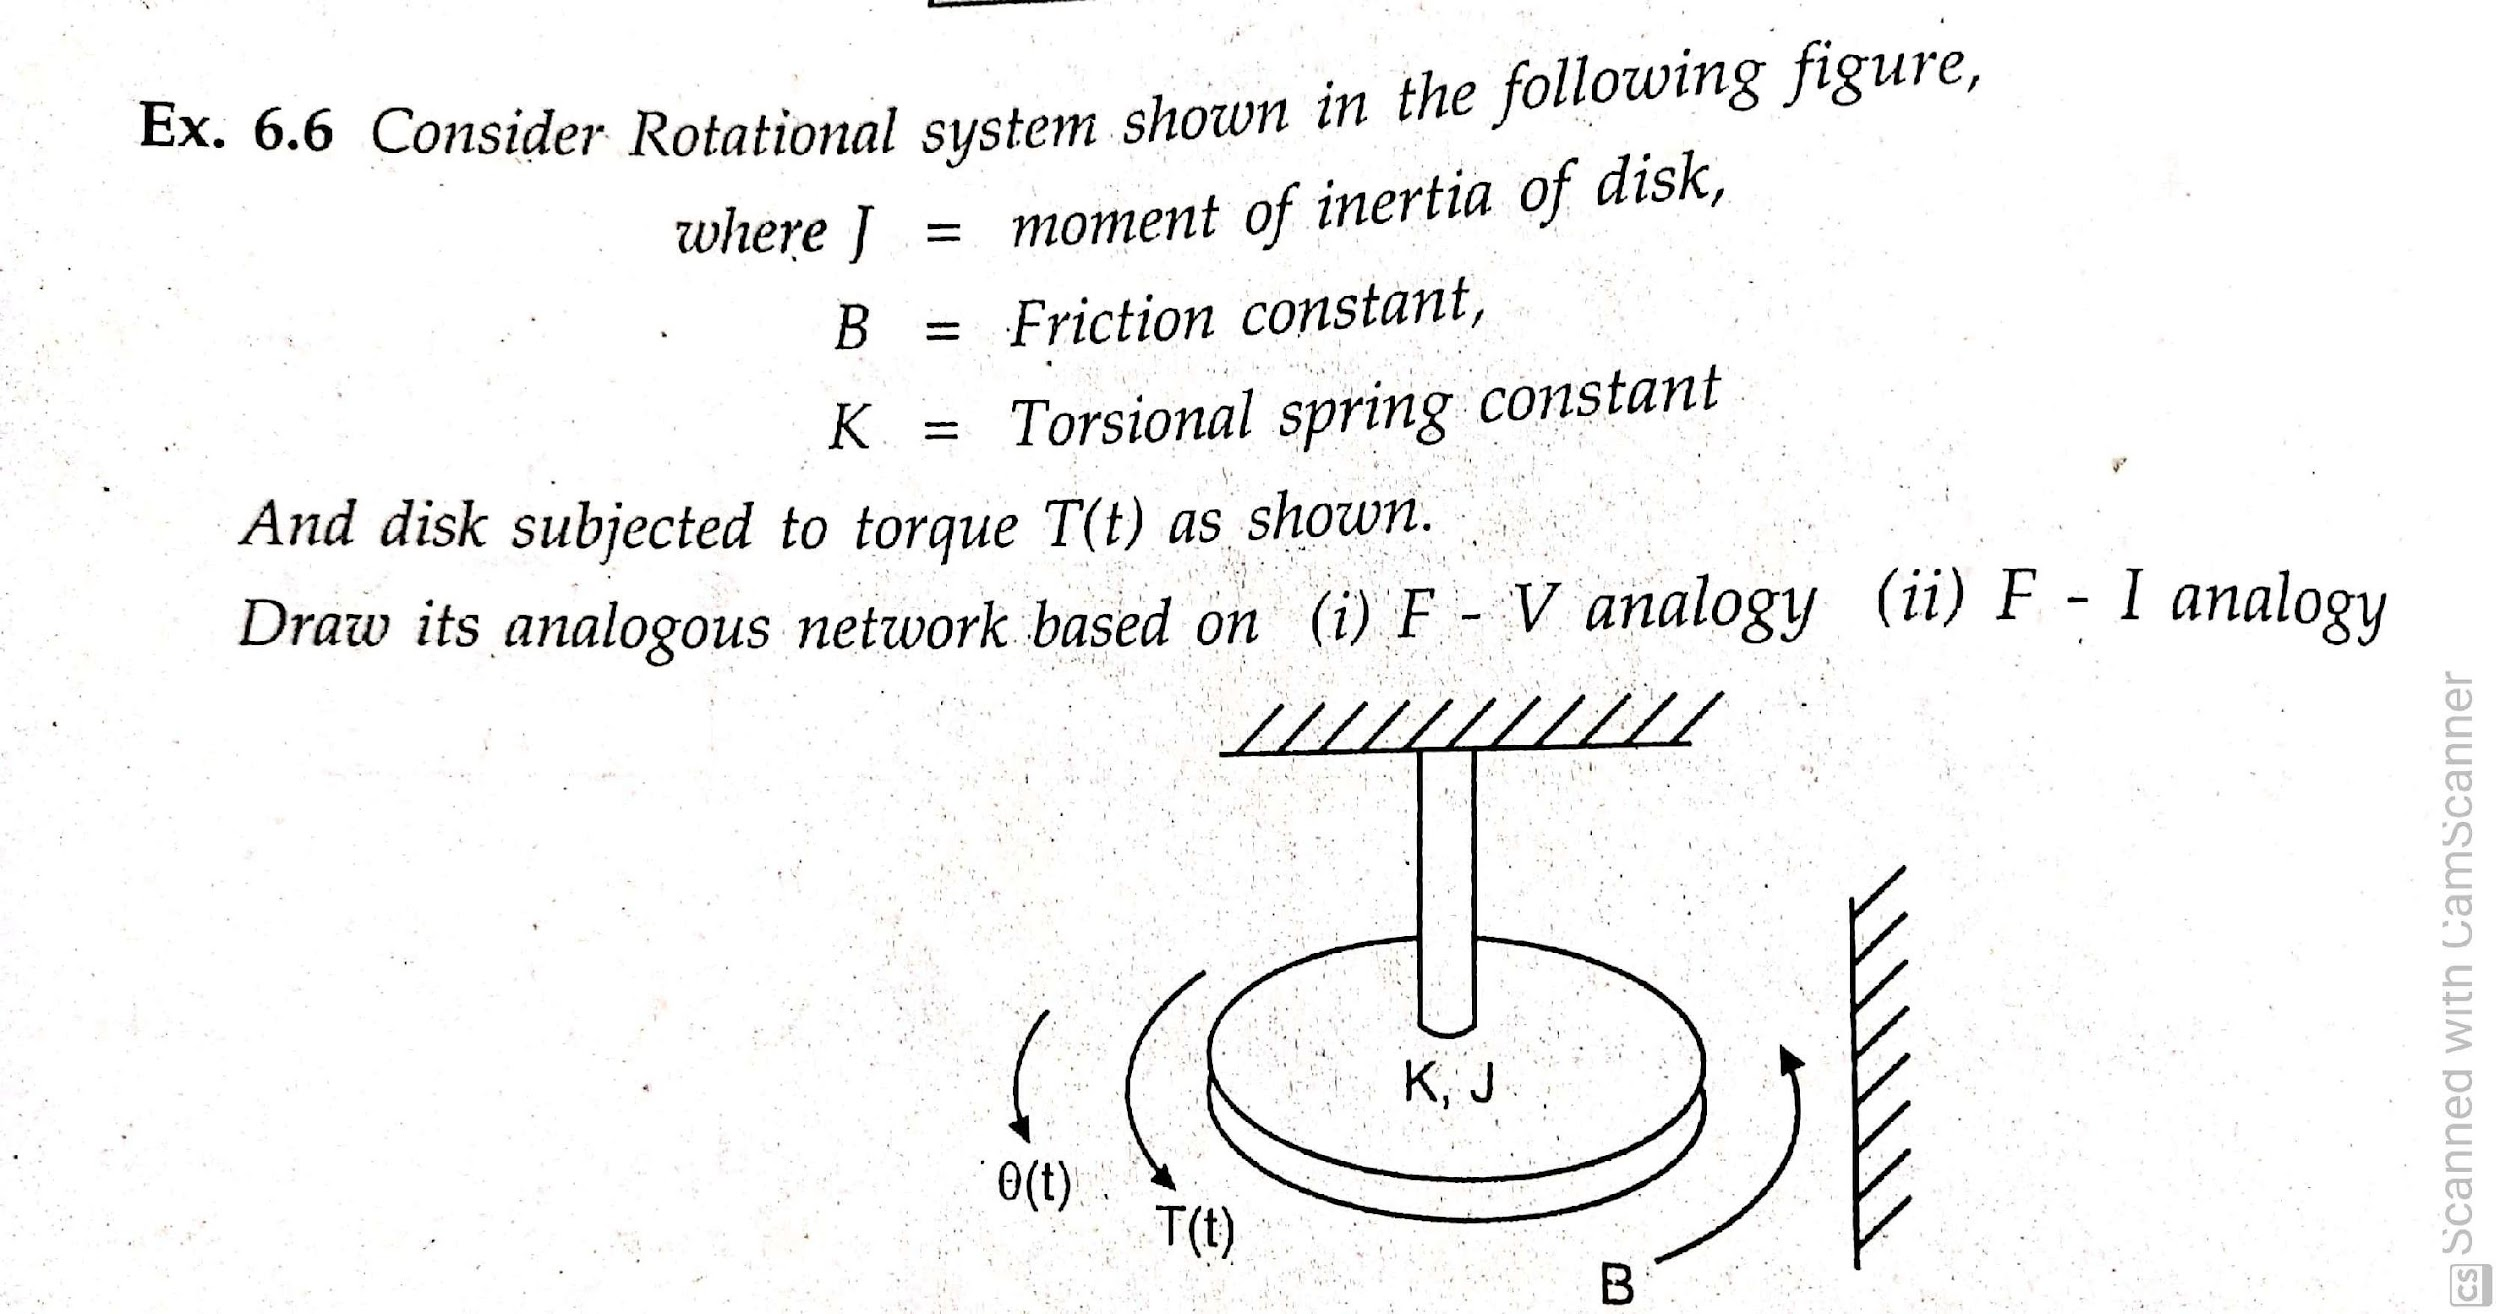 Ex. 6.6 Consider Rotational system shown in the following figure,
where J = moment of inertia of disk,
B = Friction constant,
K = Torsional spring constant
And disk subjected to torque T(t) as shown.
Draw its analogous network based on (i) F - V analogy (ii) F - I analogy
K, J
θ(t)
T(t)
B
CS Scanned with CamScanner